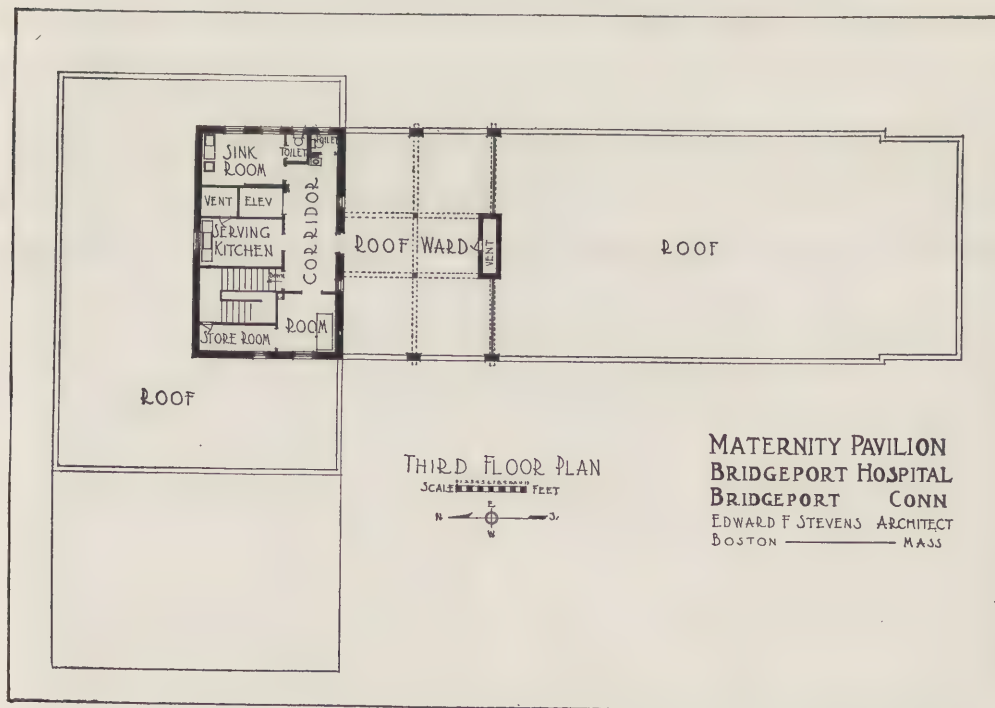 TOILET
TOILET
SINK
ROOM
VENT
ELEV
CORRIDOR
SERVING
KITCHEN
ROOF WARD
VENT
ROOF
ROOM
STORE ROOM
ROOF
THIRD FLOOR PLAN
SCALE FEET
E
N S
W
MATERNITY PAVILION
BRIDGEPORT HOSPITAL
BRIDGEPORT CONN
EDWARD F STEVENS ARCHITECT
BOSTON MASS